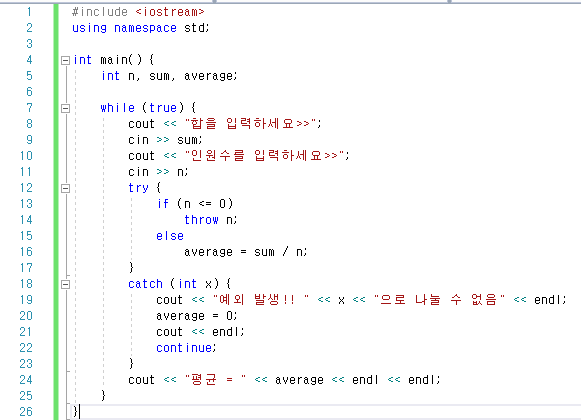 1 #include <iostream>
2 using namespace std;
3
4 int main() {
5 int n, sum, average;
6
7 while (true) {
8 cout << "합을 입력하세요>>";
9 cin >> sum;
10 cout << "인원수를 입력하세요>>";
11 cin >> n;
12 try {
13 if (n <= 0)
14 throw n;
15 else
16 average = sum / n;
17 }
18 catch (int x) {
19 cout << "예외 발생!! " << x << "으로 나눌 수 없음" << endl;
20 average = 0;
21 cout << endl;
22 continue;
23 }
24 cout << "평균 = " << average << endl << endl;
25 }
26 }